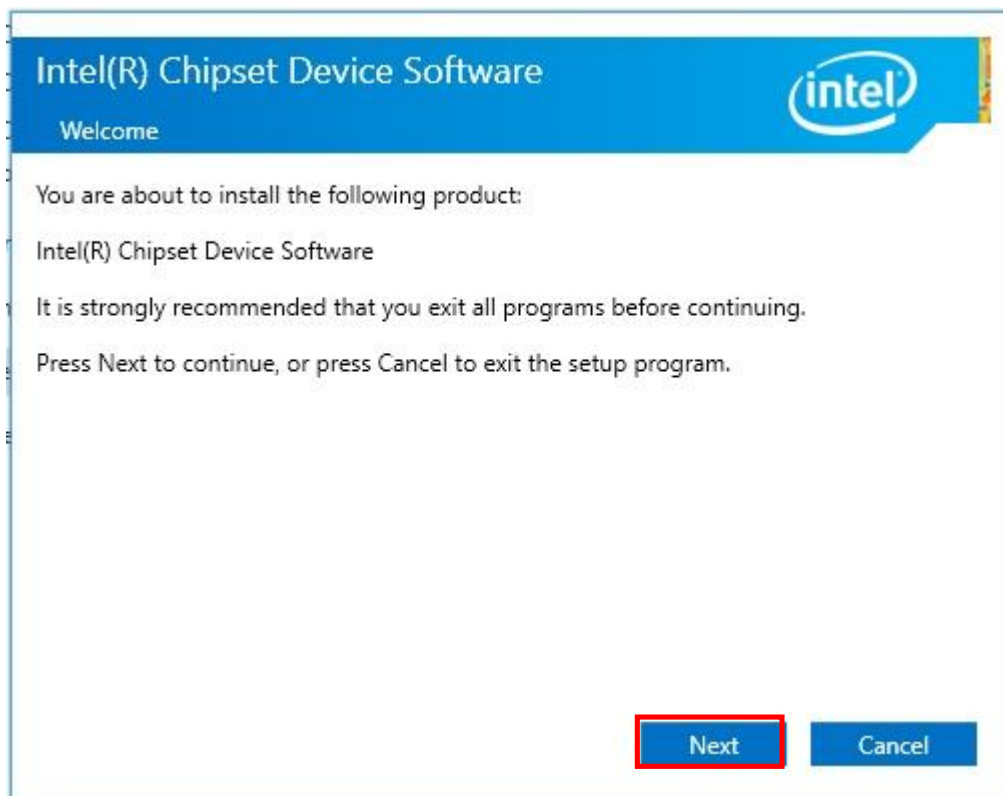 Intel(R) Chipset Device Software
intel
Welcome
You are about to install the following product:
Intel(R) Chipset Device Software
It is strongly recommended that you exit all programs before continuing.
Press Next to continue, or press Cancel to exit the setup program.
Next
Cancel